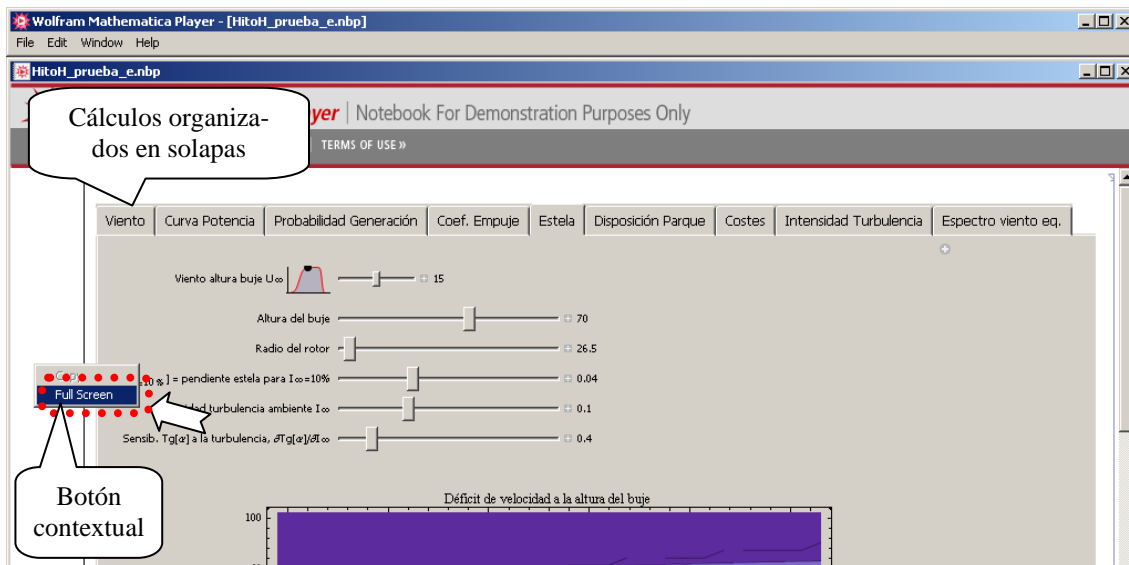 Wolfram Mathematica Player - [HitoH_prueba_e.nbp]
File Edit Window Help
HitoH_prueba_e.nbp
Cálculos organiza-
dos en solapas
yer | Notebook For Demonstration Purposes Only
TERMS OF USE »
Viento Curva Potencia Probabilidad Generación Coef. Empuje Estela Disposición Parque Costes Intensidad Turbulencia Espectro viento eq.
Viento altura buje U∞ 15
Altura del buje 70
Radio del rotor 26.5
10 % ] = pendiente estela para I∞=10% 0.04
Copy
Full Screen
dad turbulencia ambiente I∞ 0.1
Sensib. Tg[α] a la turbulencia, ∂Tg[α]/∂I∞ 0.4
Botón
contextual
Déficit de velocidad a la altura del buje
100